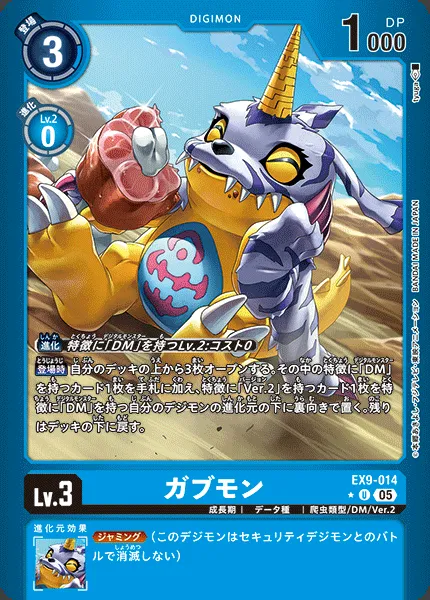 DIGIMON
登場
3
1000
DP
進化
Lv.2
0
BANDAI MADE IN JAPAN
進化 特徴に「DM」を持つLv.2:コスト0
登場時 自分のデッキの上から3枚オープンする。その中の特徴に「DM」
を持つカード1枚を手札に加え、特徴に「Ver.2」を持つカード1枚を特
徴に「DM」を持つ自分のデジモンの進化元の下に裏向きで置く。残り
はデッキの下に戻す。
EX9-014
Lv.3
ガブモン
U 05
成長期 | データ種 | 爬虫類型/DM/Ver.2
進化元効果
ジャミング (このデジモンはセキュリティデジモンとのバト
ルで消滅しない)